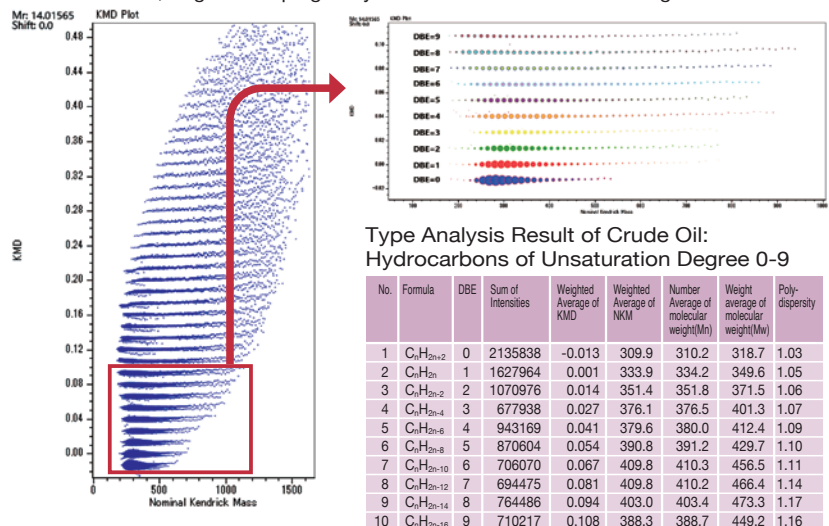 Mr: 14.01565 KMD Plot
Shift: 0.0
0.48
0.44
0.40
0.36
0.32
0.28
0.24
0.20
0.16
0.12
0.08
0.04
0.00
KMD
0 500 1000 1500
Nominal Kendrick Mass
KMD Plot
DBE=9
DBE=8
DBE=7
DBE=6
DBE=5
DBE=4
DBE=3
DBE=2
DBE=1
DBE=0
KMD
Nominal Kendrick Mass
Type Analysis Result of Crude Oil:
Hydrocarbons of Unsaturation Degree 0-9
No. Formula DBE Sum of Intensities Weighted Average of KMD Weighted Average of NKM Number Average of molecular weight(Mn) Weight average of molecular weight(Mw) Poly-dispersity
1 CnH2n+2 0 2135838 -0.013 309.9 310.2 318.7 1.03
2 CnH2n 1 1627964 0.001 333.9 334.2 349.6 1.05
3 CnH2n-2 2 1070976 0.014 351.4 351.8 371.5 1.06
4 CnH2n-4 3 677938 0.027 376.1 376.5 401.3 1.07
5 CnH2n-6 4 943169 0.041 379.6 380.0 412.4 1.09
6 CnH2n-8 5 870604 0.054 390.8 391.2 429.7 1.10
7 CnH2n-10 6 706070 0.067 409.8 410.3 456.5 1.11
8 CnH2n-12 7 694475 0.081 409.8 410.2 466.4 1.14
9 CnH2n-14 8 764486 0.094 403.0 403.4 473.3 1.17
10 CnH2n-16 9 710217 0.108 388.3 388.7 449.2 1.16